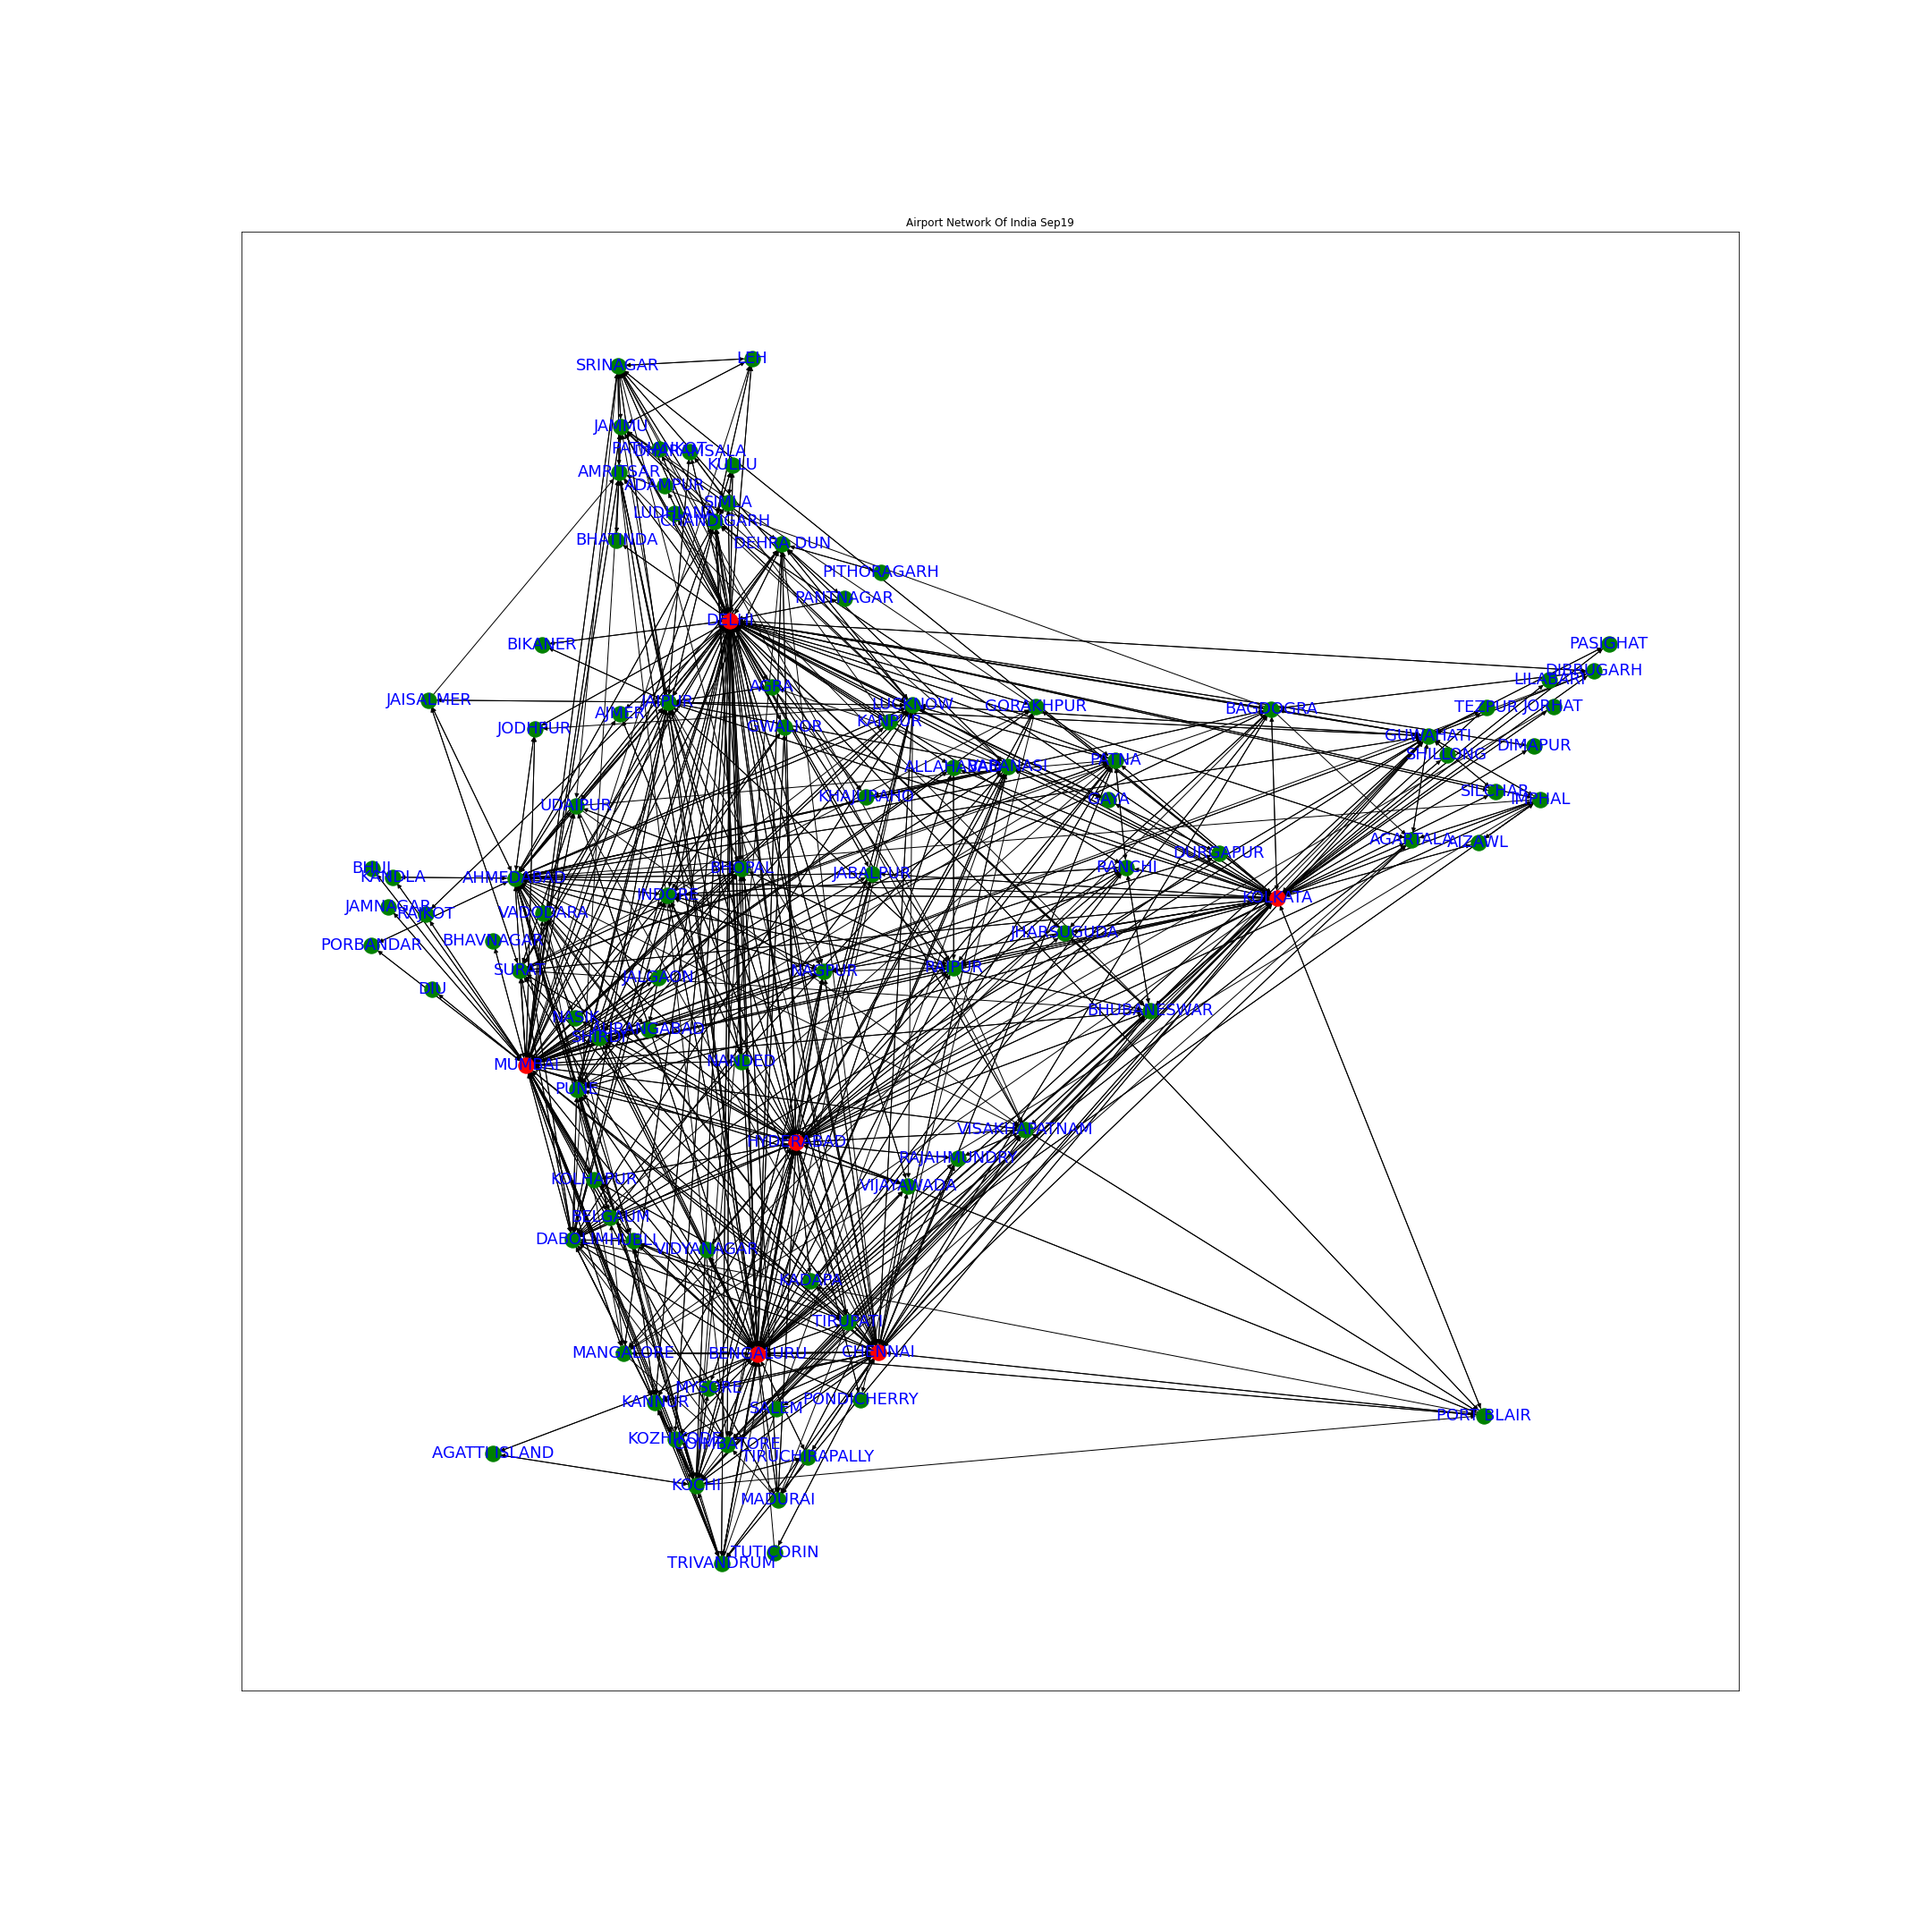 Airport Network Of India Sep19
LEH
SRINAGAR
JAMMU
PATHANKOT
DHARAMSALA
KULLU
AMRITSAR
ADAMPUR
SIMLA
LUDHIANA
CHANDIGARH
BHATINDA
DEHRA DUN
PITHORAGARH
PANTNAGAR
DELHI
BIKANER
PASIGHAT
DIBRUGARH
LILABARI
AGRA
JAISALMER
JAIPUR
LUCKNOW
GORAKHPUR
TEZPUR
JORHAT
BAGDOGRA
AJMER
KANPUR
GWALIOR
JODHPUR
GUWAHATI
DIMAPUR
SHILLONG
PATNA
ALLAHABAD
VARANASI
SILCHAR
KHAJURAHO
GAYA
IMPHAL
UDAIPUR
AGARTALA
AIZAWL
DURGAPUR
BHUJ
BHOPAL
RANCHI
JABALPUR
KANDLA
AHMEDABAD
INDORE
KOLKATA
JAMNAGAR
RAJKOT
VADODARA
JHARSUGUDA
BHAVNAGAR
PORBANDAR
RAIPUR
SURAT
NAGPUR
JALGAON
DIU
BHUBANESWAR
NASIK
AURANGABAD
NANDED
MUMBAI
PUNE
VISAKHAPATNAM
HYDERABAD
RAJAHMUNDRY
KOLHAPUR
VIJAYAWADA
BELGAUM
DABOLIM
HUBLI
VIDYANAGAR
KADAPA
TIRUPATI
MANGALORE
BENGALURU
CHENNAI
MYSORE
PONDICHERRY
KANNUR
SALEM
PORT BLAIR
KOZHIKODE
COIMBATORE
AGATTI ISLAND
TIRUCHIRAPALLY
KOCHI
MADURAI
TUTICORIN
TRIVANDRUM